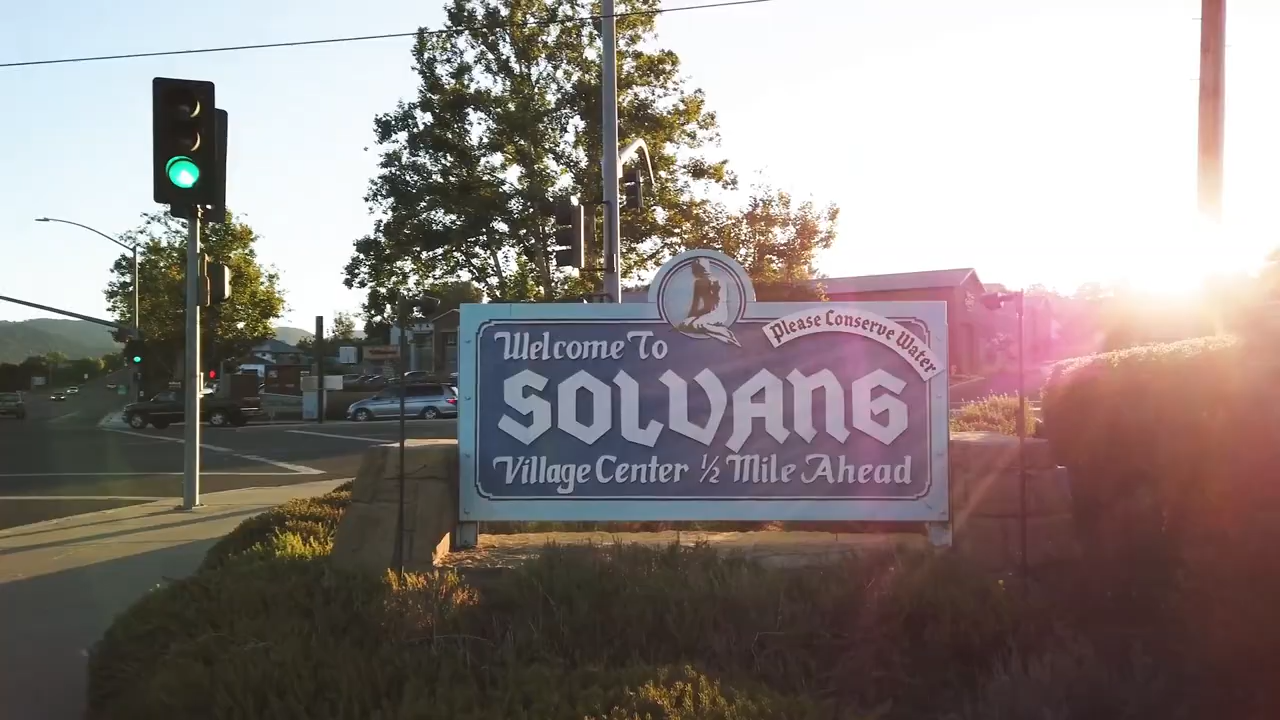 Welcome To
Please Conserve Water
SOLVANG
Village Center ½ Mile Ahead